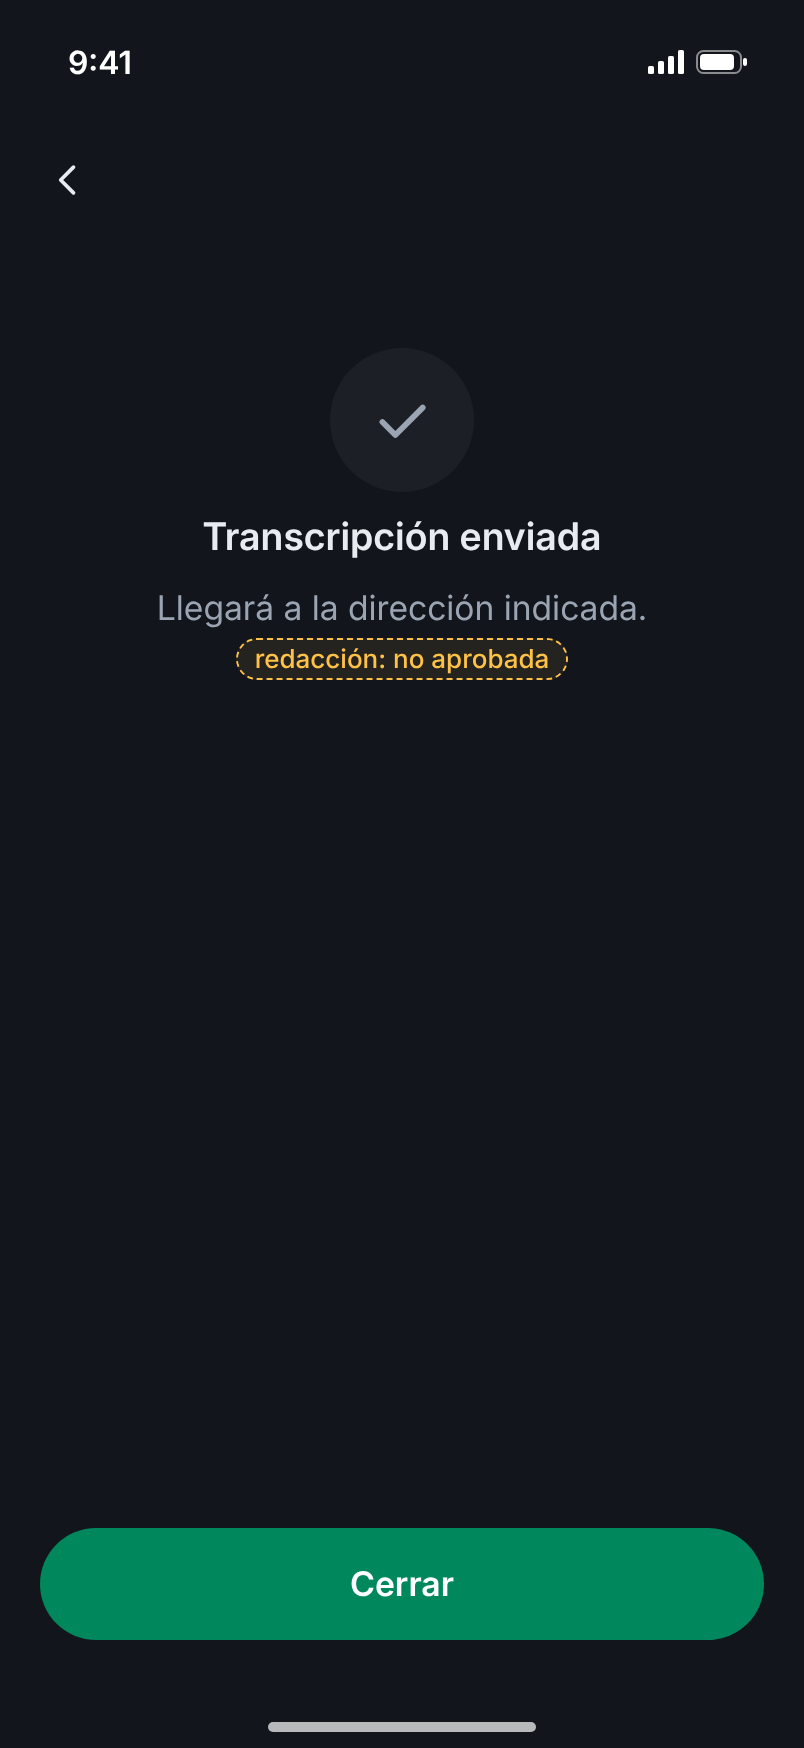 9:41
Transcripción enviada
Llegará a la dirección indicada.
redacción: no aprobada
Cerrar